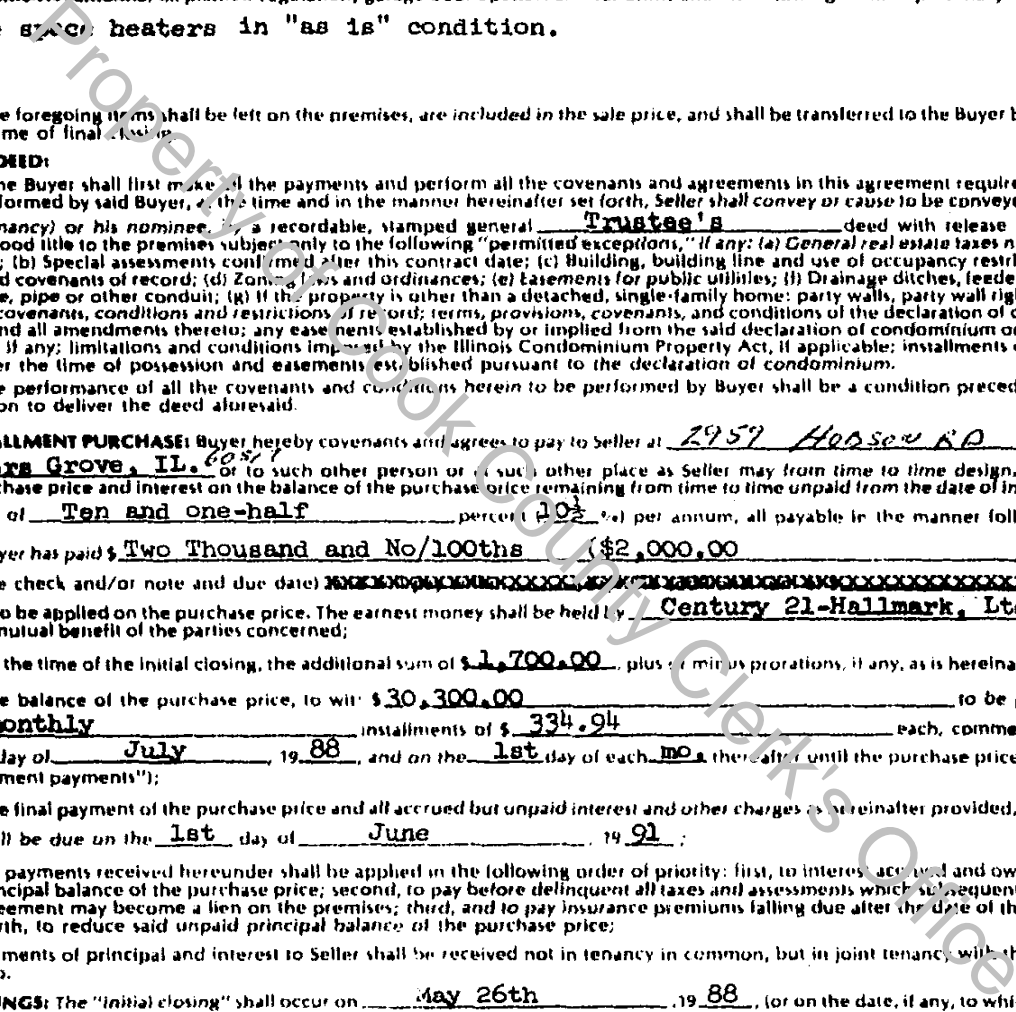 space heaters in "as is" condition.
e foregoing items shall be left on the premises, are included in the sale price, and shall be transferred to the Buyer
me of final closing.
DEED:
he Buyer shall first make all the payments and perform all the covenants and agreements in this agreement require
formed by said Buyer, at the time and in the manner hereinafter set forth, Seller shall convey or cause to be conveye
nancy) or his nominee, by a recordable, stamped general Trustee's deed with release
ood title to the premises subject only to the following "permitted exceptions," if any: (a) General real estate taxes n
; (b) Special assessments confirmed after this contract date; (c) Building, building line and use of occupancy restri
d covenants of record; (d) Zoning laws and ordinances; (e) Easements for public utilities; (f) Drainage ditches, feede
e, pipe or other conduit; (g) If the property is other than a detached, single-family home: party walls, party wall rig
covenants, conditions and restrictions of record; terms, provisions, covenants, and conditions of the declaration of c
nd all amendments thereto; any easements established by or implied from the said declaration of condominium o
if any; limitations and conditions imposed by the Illinois Condominium Property Act, if applicable; installments
er the time of possession and easements established pursuant to the declaration of condominium.
e performance of all the covenants and conditions herein to be performed by Buyer shall be a condition preced
on to deliver the deed aforesaid.
ALLMENT PURCHASE: Buyer hereby covenants and agrees to pay to Seller at 2959 Hobson RD
ers Grove, IL. 60517 or to such other person or at such other place as Seller may from time to time design
chase price and interest on the balance of the purchase price remaining from time to time unpaid from the date of in
of Ten and one-half percent (10½ %) per annum, all payable in the manner foll
yer has paid $ Two Thousand and No/100ths ($2,000.00
e check and/or note and due date)
o be applied on the purchase price. The earnest money shall be held by Century 21-Hallmark, Lt
mutual benefit of the parties concerned;
the time of the initial closing, the additional sum of $ 1,700.00, plus or minus prorations, if any, as is hereina
e balance of the purchase price, to wit: $ 30,300.00 to be
onthly installments of $ 334.94 each, comme
day of July, 19 88, and on the 1st day of each mo. thereafter until the purchase price
ment payments");
e final payment of the purchase price and all accrued but unpaid interest and other charges as hereinafter provided,
ll be due on the 1st day of June, 19 91;
payments received hereunder shall be applied in the following order of priority: first, to interest accrued and ow
ncipal balance of the purchase price; second, to pay before delinquent all taxes and assessments which subsequent
eement may become a lien on the premises; third, and to pay insurance premiums falling due after the date of th
rth, to reduce said unpaid principal balance of the purchase price;
ments of principal and interest to Seller shall be received not in tenancy in common, but in joint tenancy with th
p.
NGS: The "initial closing" shall occur on May 26th, 19 88, (or on the date, if any, to whi
Property of Cook County Clerk's Office